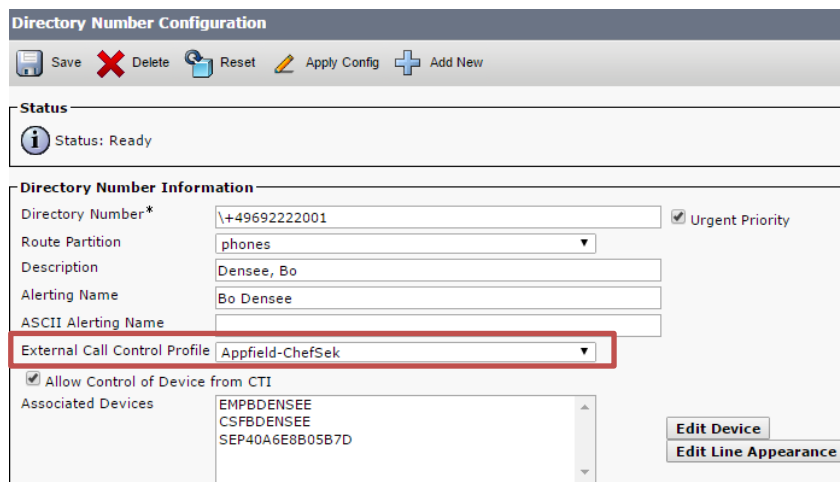 Directory Number Configuration
Save Delete Reset Apply Config Add New
Status
i Status: Ready
Directory Number Information
Directory Number* \+49692222001 Urgent Priority
Route Partition phones
Description Densee, Bo
Alerting Name Bo Densee
ASCII Alerting Name
External Call Control Profile Appfield-ChefSek
Allow Control of Device from CTI
Associated Devices EMPBDENSEE
CSFBDENSEE
SEP40A6E8B05B7D
Edit Device
Edit Line Appearance